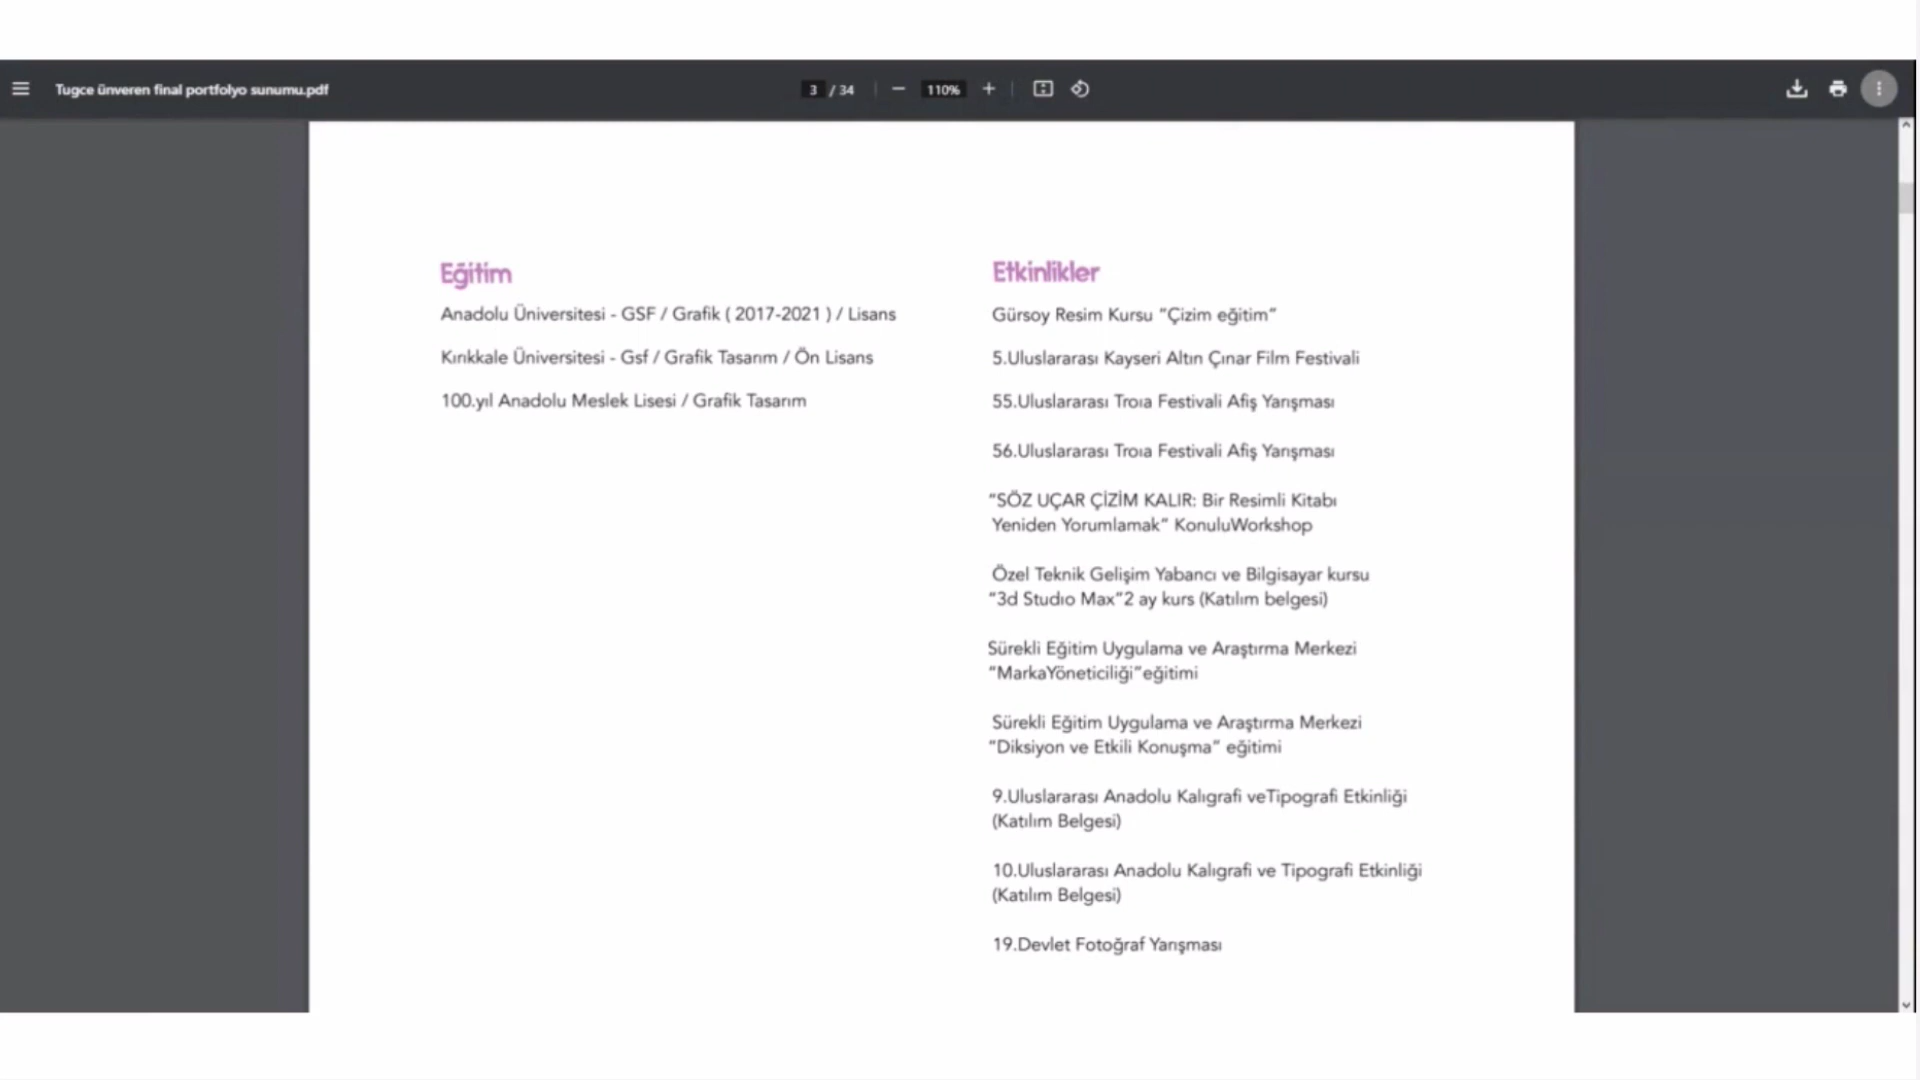 Tugce ünveren final portfolyo sunumu.pdf
3 / 34
110%
Eğitim
Anadolu Üniversitesi - GSF / Grafik ( 2017-2021 ) / Lisans
Kırıkkale Üniversitesi - Gsf / Grafik Tasarım / Ön Lisans
100.yıl Anadolu Meslek Lisesi / Grafik Tasarım
Etkinlikler
Gürsoy Resim Kursu "Çizim eğitim"
5.Uluslararası Kayseri Altın Çınar Film Festivali
55.Uluslararası Troıa Festivali Afiş Yarışması
56.Uluslararası Troıa Festivali Afiş Yarışması
"SÖZ UÇAR ÇİZİM KALIR: Bir Resimli Kitabı
Yeniden Yorumlamak" KonuluWorkshop
Özel Teknik Gelişim Yabancı ve Bilgisayar kursu
"3d Studıo Max"2 ay kurs (Katılım belgesi)
Sürekli Eğitim Uygulama ve Araştırma Merkezi
"MarkaYöneticiliği"eğitimi
Sürekli Eğitim Uygulama ve Araştırma Merkezi
"Diksiyon ve Etkili Konuşma" eğitimi
9.Uluslararası Anadolu Kalıgrafi veTipografi Etkinliği
(Katılım Belgesi)
10.Uluslararası Anadolu Kalıgrafi ve Tipografi Etkinliği
(Katılım Belgesi)
19.Devlet Fotoğraf Yarışması